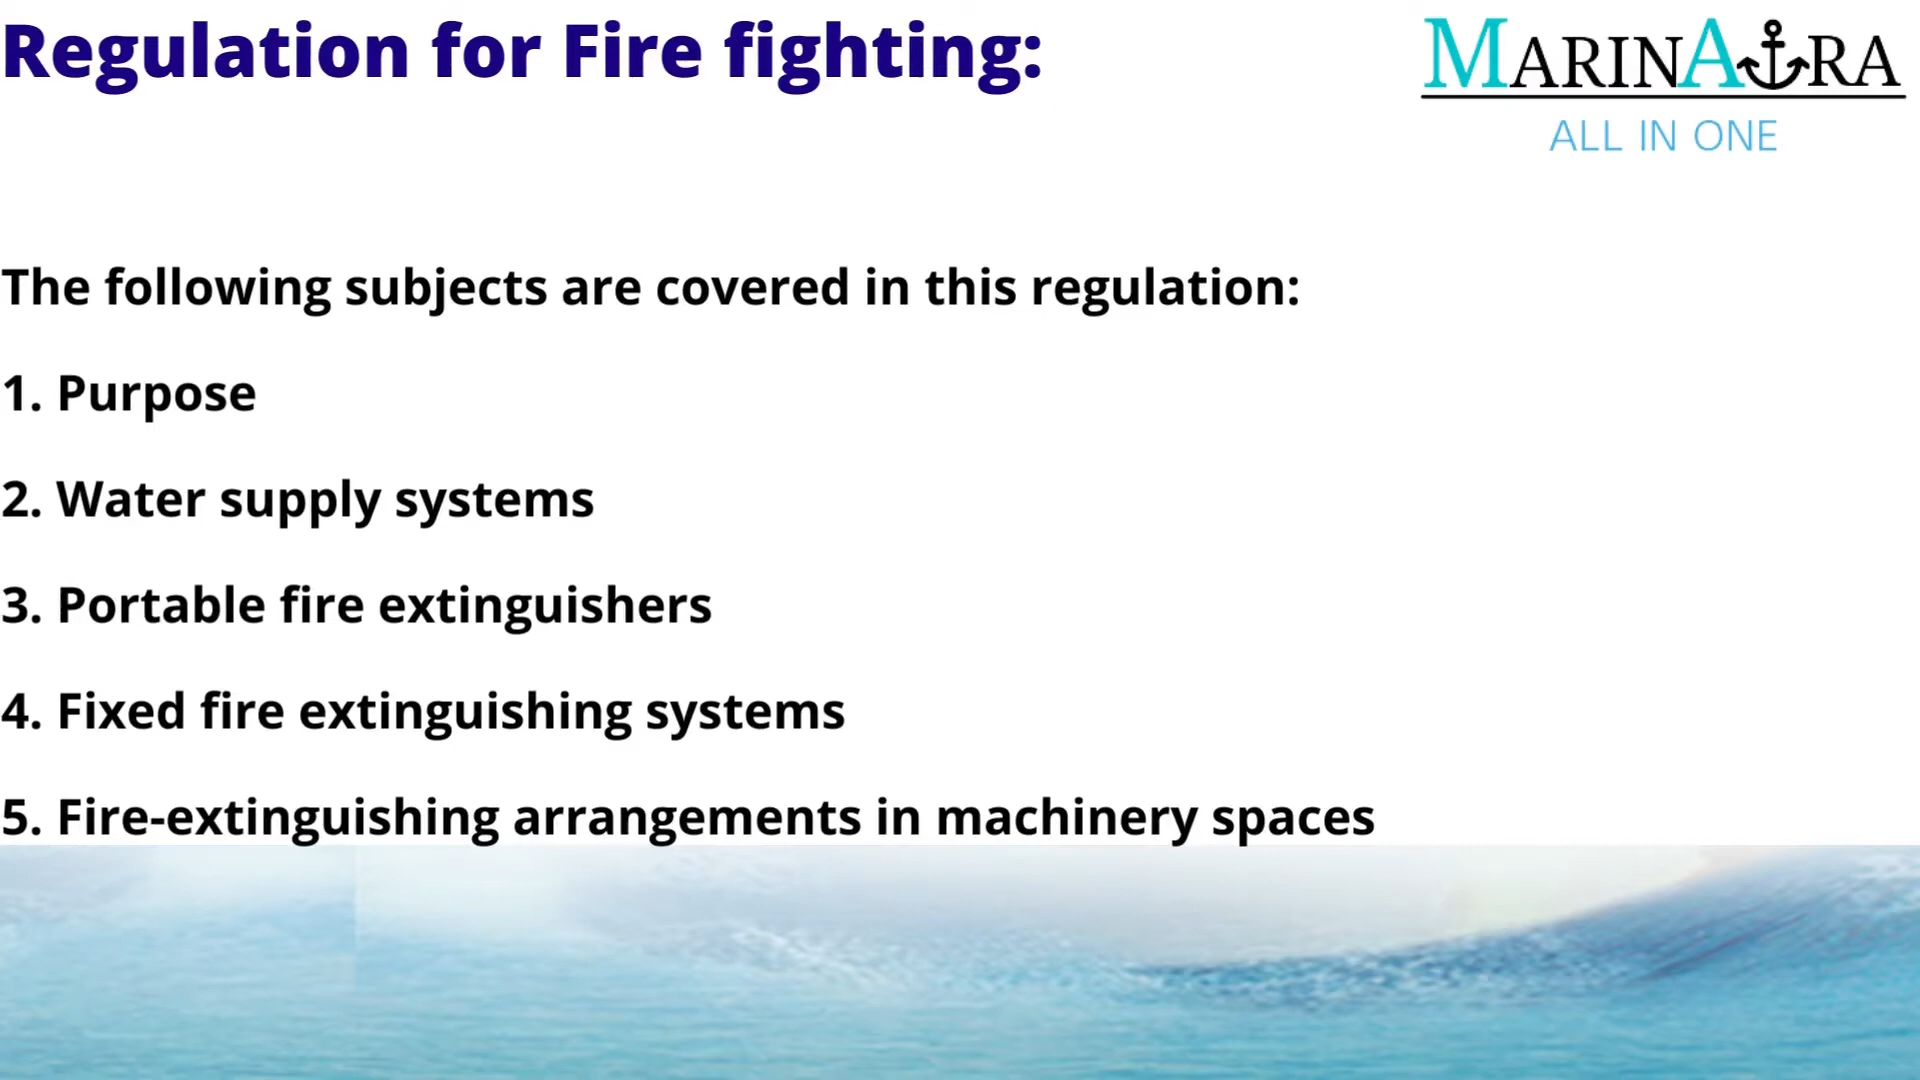 Regulation for Fire fighting:
MARINAURA
ALL IN ONE
The following subjects are covered in this regulation:
1. Purpose
2. Water supply systems
3. Portable fire extinguishers
4. Fixed fire extinguishing systems
5. Fire-extinguishing arrangements in machinery spaces